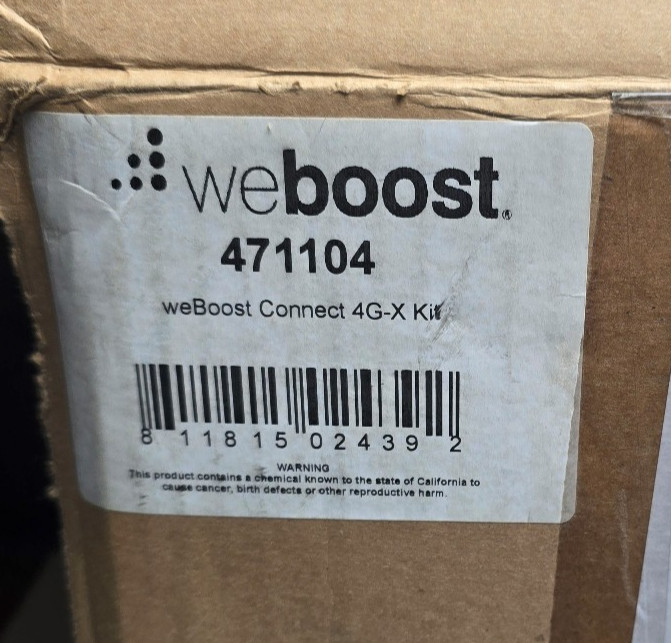 weboost®
471104
weBoost Connect 4G-X Kit
8 11815 02439 2
WARNING
This product contains a chemical known to the state of California to
cause cancer, birth defects or other reproductive harm.